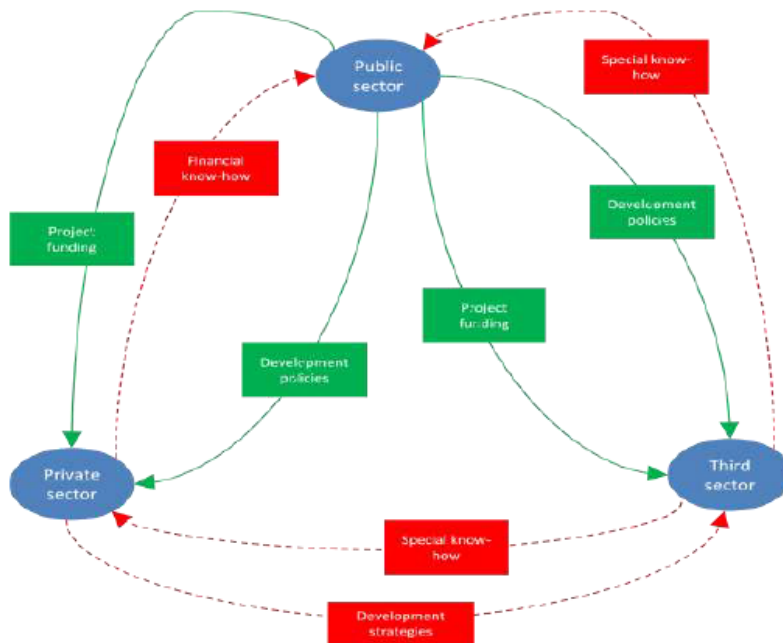 Public
sector
Special know-
how
Financial
know-how
Development
policies
Project
funding
Project
funding
Development
policies
Private
sector
Third
sector
Special know-
how
Development
strategies